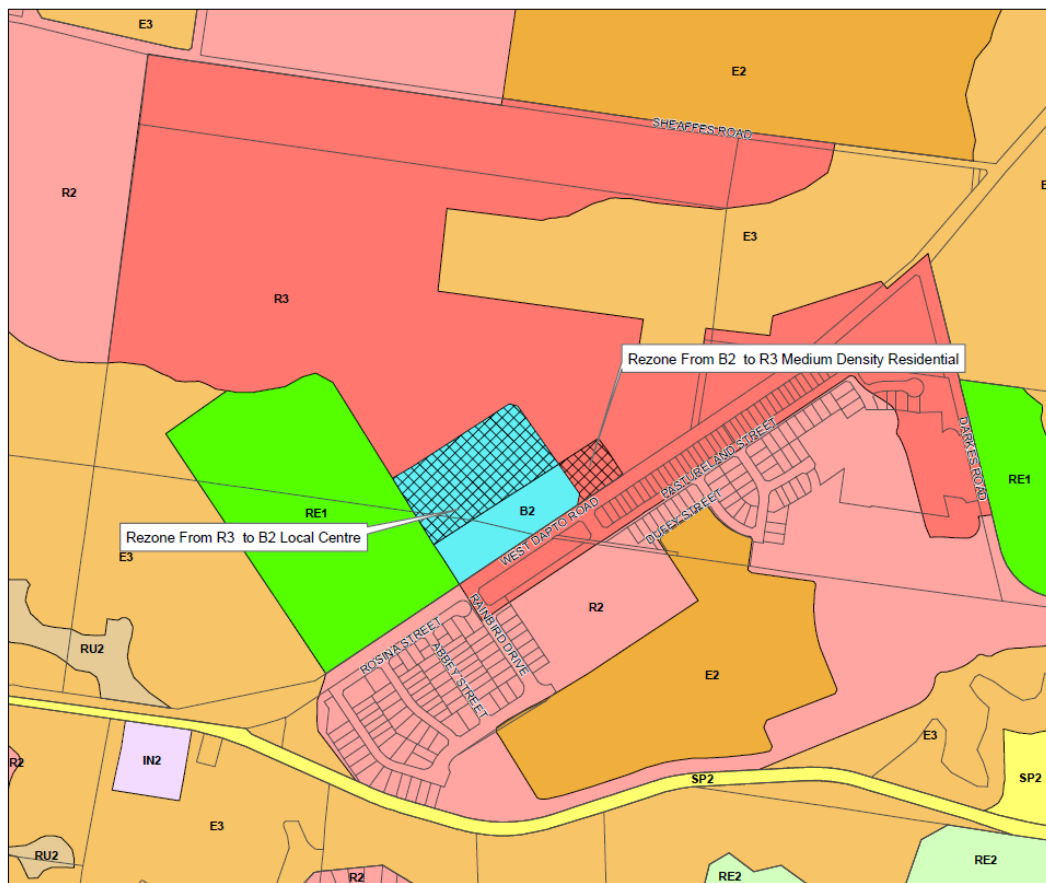 E3
E2
SHEAFFES ROAD
R2
E3
R3
Rezone From B2 to R3 Medium Density Residential
PASTURELAND STREET
DARKES ROAD
RE1
RE1
B2
WEST DAPTO ROAD
DUFFY STREET
Rezone From R3 to B2 Local Centre
E3
R2
RAINBIRD DRIVE
ROSINA STREET
ABBEY STREET
RU2
E2
E3
IN2
R2
SP2
SP2
E3
RU2
R2
RE2
RE2